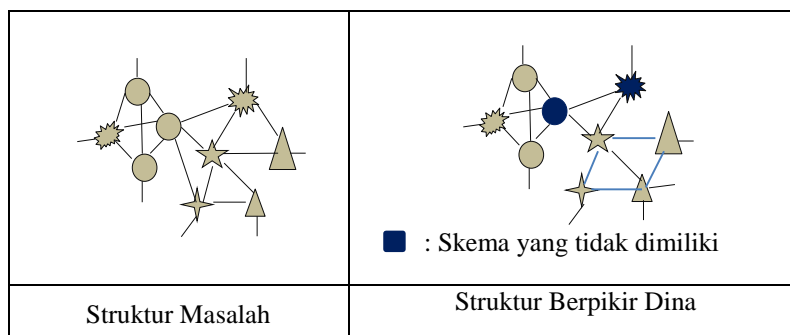 : Skema yang tidak dimiliki
Struktur Masalah
Struktur Berpikir Dina